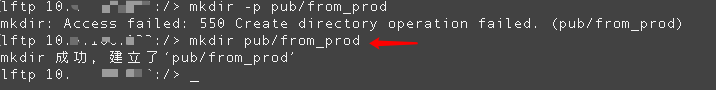 lftp 10. :/> mkdir -p pub/from_prod
mkdir: Access failed: 550 Create directory operation failed. (pub/from_prod)
lftp 10. :/> mkdir pub/from_prod
mkdir 成功, 建立了‘pub/from_prod’
lftp 10. :/> _